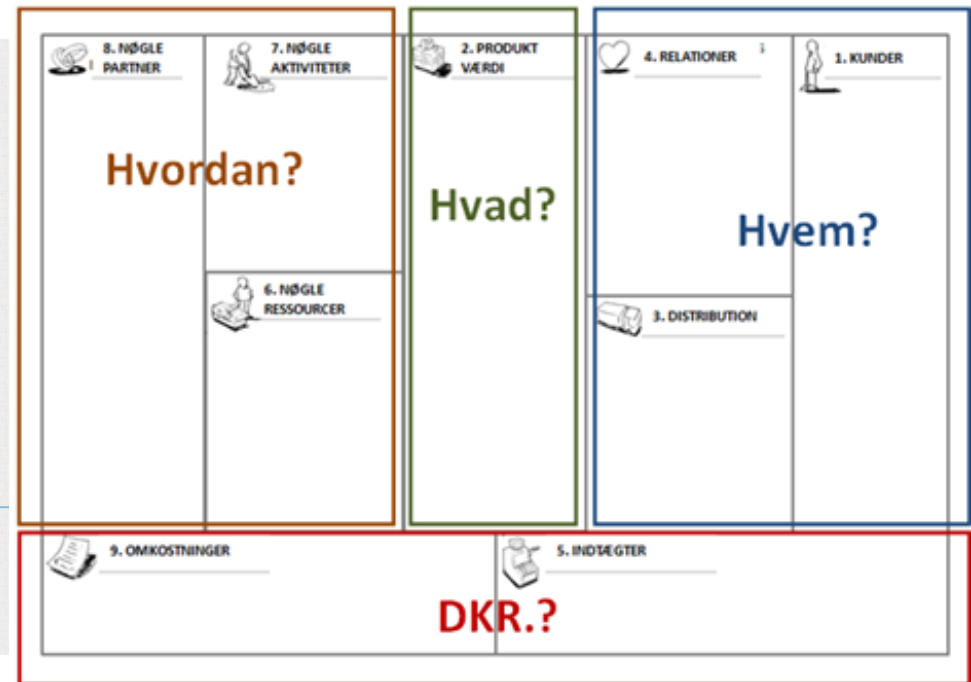 8. NØGLE
PARTNER
7. NØGLE
AKTIVITETER
2. PRODUKT
VÆRDI
4. RELATIONER
1. KUNDER
Hvordan?
Hvad?
Hvem?
6. NØGLE
RESSOURCER
3. DISTRIBUTION
9. OMKOSTNINGER
5. INDTÆGTER
DKR.?